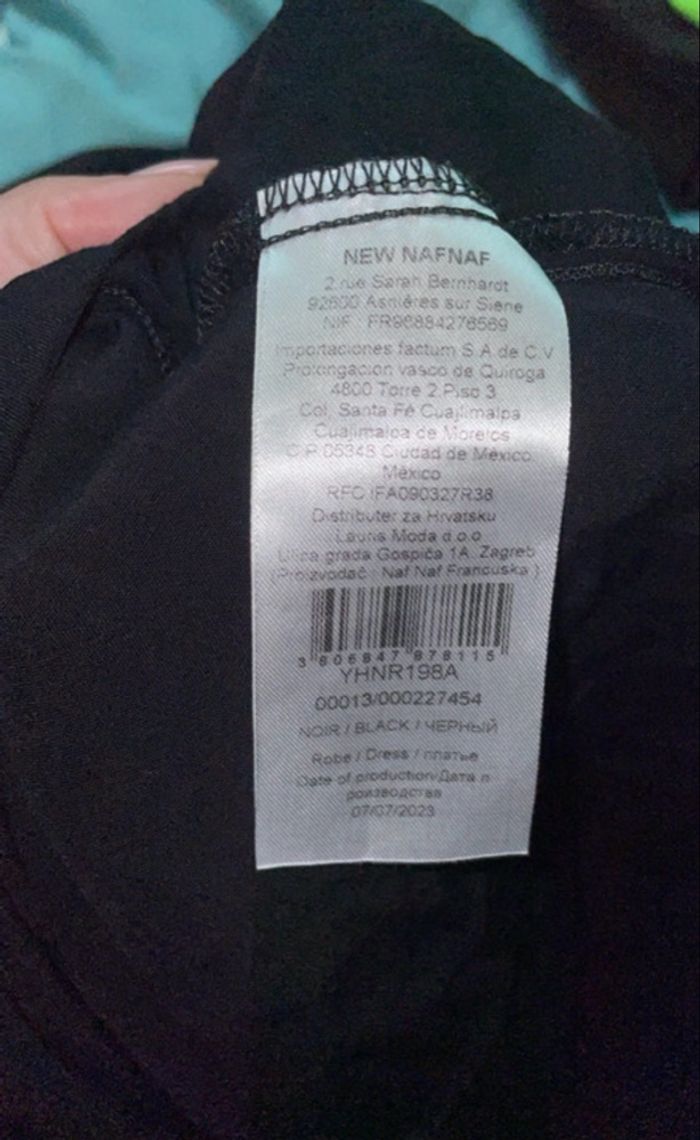 NEW NAFNAF
2 rue Sarah Bernhardt
92600 Asnières sur Siene
NIF : FR96884278569
Importaciones factum S.A de C.V
Prolongacion vasco de Quiroga
4800 Torre 2 Piso 3
Col. Santa Fé Cuajimalpa
Cuajimalpa de Morelos
C.P 05348 Ciudad de México.
México
RFC IFA090327R38
Distributer za Hrvatsku
Lauris Moda d.o.o
Ulica grada Gospića 1A, Zagreb
(Proizvođač : Naf Naf Francuska )
3 606847 878115
YHNR198A
00013/000227454
NOIR / BLACK / ЧЕРНЫЙ
Robe / Dress / платье
Date of production/Дата п
роизводства
07/07/2023